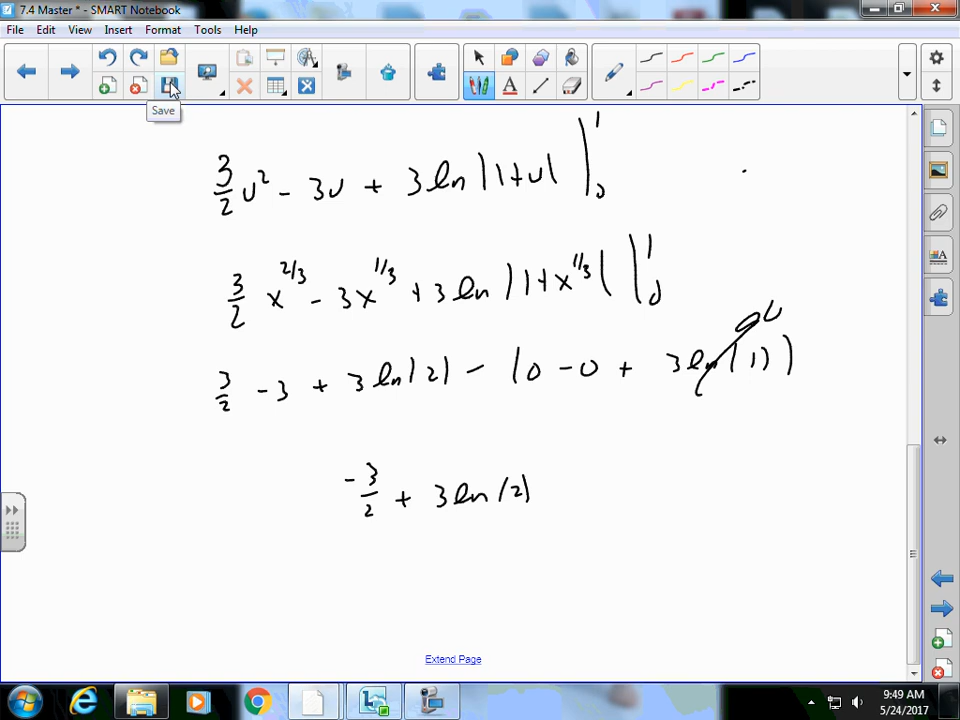 7.4 Master * - SMART Notebook
File Edit View Insert Format Tools Help
Save
3/2 u² - 3u + 3 ln |1+u| |₀¹
3/2 x^(2/3) - 3x^(1/3) + 3 ln |1+x^(1/3)| |₀¹
3/2 - 3 + 3 ln|2| - (0 - 0 + 3 ln(1))
-3/2 + 3 ln|2|
Extend Page
9:49 AM
5/24/2017